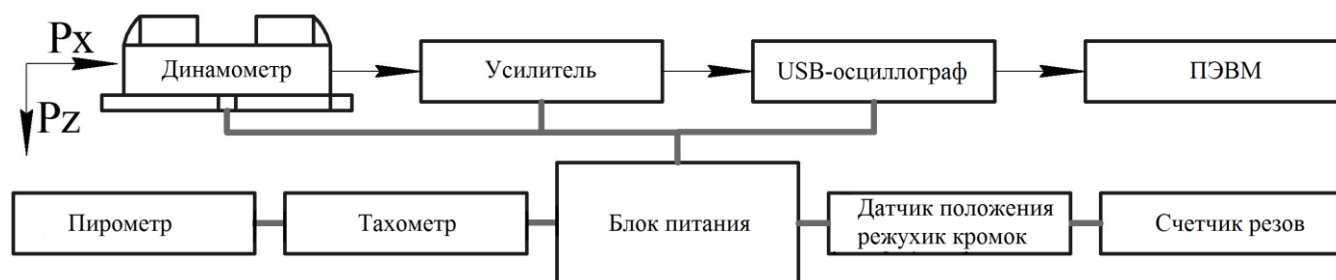 Px
Pz
Динамометр
Усилитель
USB-осциллограф
ПЭВМ
Пирометр
Тахометр
Блок питания
Датчик положения
режухик кромок
Счетчик резов